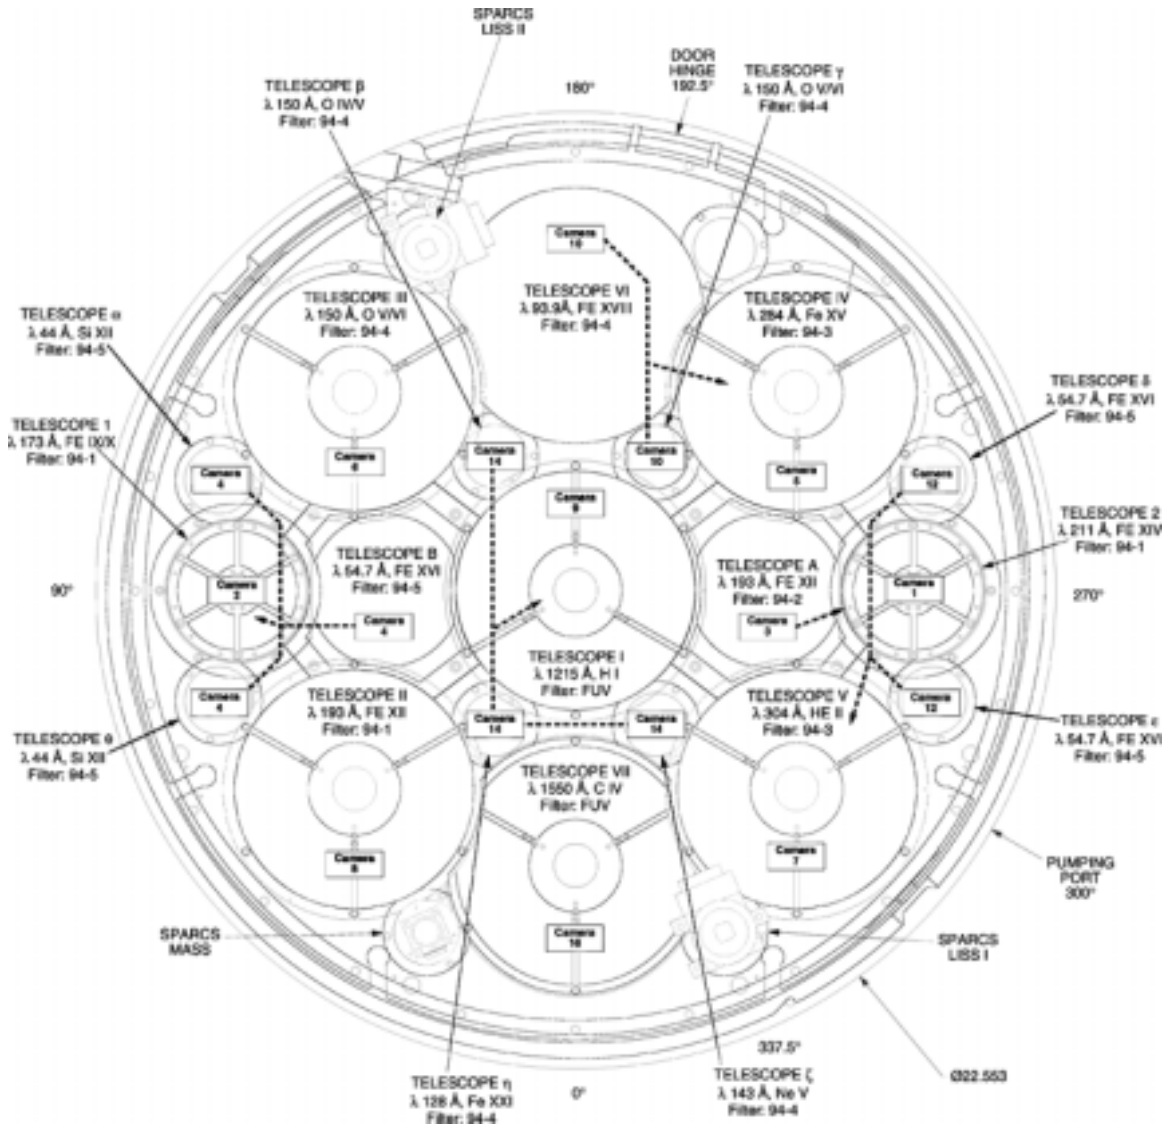 SPARCS
LISS II
DOOR
HINGE
192.5°
TELESCOPE β
λ 150 Å, O IV/V
Filter: 94-4
180°
TELESCOPE γ
λ 150 Å, O V/VI
Filter: 94-4
Camera
10
TELESCOPE III
λ 150 Å, O V/VI
Filter: 94-4
TELESCOPE VI
λ 93.9Å, FE XVIII
Filter: 94-4
TELESCOPE IV
λ 284 Å, Fe XV
Filter: 94-3
TELESCOPE α
λ 44 Å, Si XII
Filter: 94-5
TELESCOPE δ
λ 54.7 Å, FE XVI
Filter: 94-5
TELESCOPE 1
λ 173 Å, FE IX/X
Filter: 94-1
Camera
6
Camera
14
Camera
10
Camera
5
Camera
Camera
12
Camera
9
TELESCOPE 2
λ 211 Å, FE XIV
Filter: 94-1
TELESCOPE B
λ 54.7 Å, FE XVI
Filter: 94-5
TELESCOPE A
λ 193 Å, FE XII
Filter: 94-2
90°
Camera
2
Camera
4
Camera
3
Camera
1
270°
TELESCOPE I
λ 1215 Å, H I
Filter: FUV
TELESCOPE II
λ 193 Å, FE XII
Filter: 94-1
TELESCOPE V
λ 304 Å, HE II
Filter: 94-3
Camera
Camera
12
Camera
14
Camera
14
TELESCOPE θ
λ 44 Å, Si XII
Filter: 94-5
TELESCOPE ε
λ 54.7 Å, FE XVI
Filter: 94-5
TELESCOPE VII
λ 1550 Å, C IV
Filter: FUV
Camera
8
Camera
7
PUMPING
PORT
300°
SPARCS
MASS
Camera
16
SPARCS
LISS I
337.5°
Ø22.553
TELESCOPE η
λ 128 Å, Fe XXI
Filter: 94-4
0°
TELESCOPE ζ
λ 143 Å, Ne V
Filter: 94-4